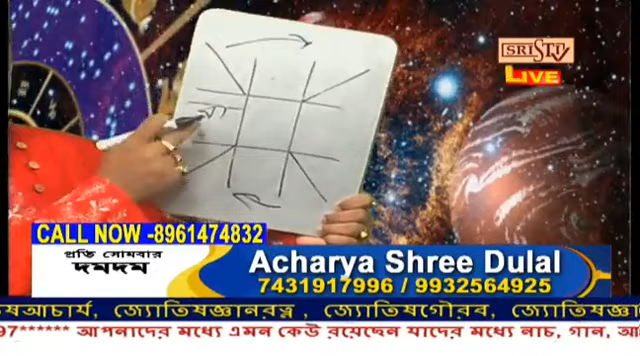 SRISTI TV
LIVE
CALL NOW -8961474832
প্রতি সোমবার
দমদম
Acharya Shree Dulal
7431917996 / 9932564925
ষআচার্য, জ্যোতিষজ্ঞানরত্ন , জ্যোতিষগৌরব, জ্যোতিষজ্ঞান
97****** আপনাদের মধ্যে এমন কেউ রয়েছেন যাদের মধ্যে নাচ, গান,